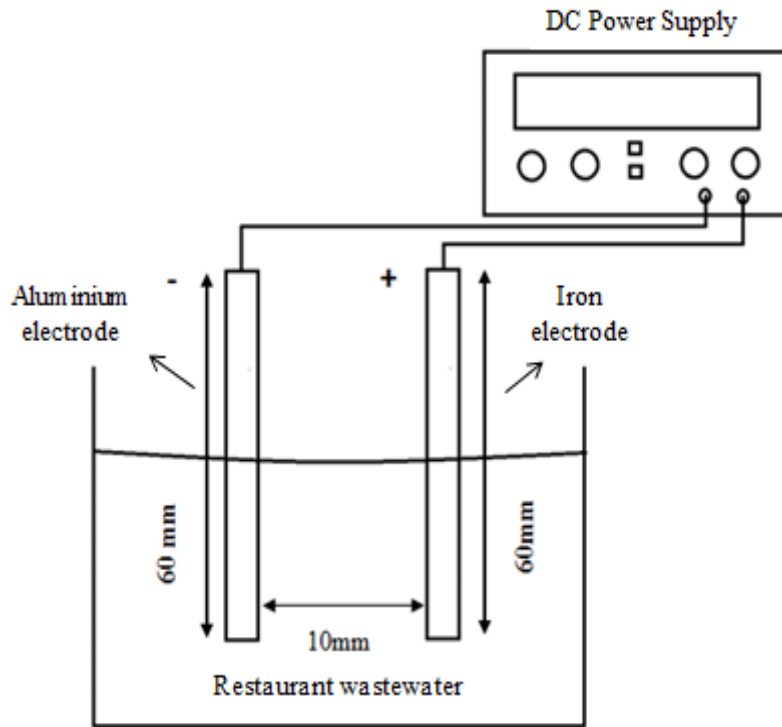 DC Power Supply
-
+
Aluminium
electrode
Iron
electrode
60 mm
60mm
10mm
Restaurant wastewater